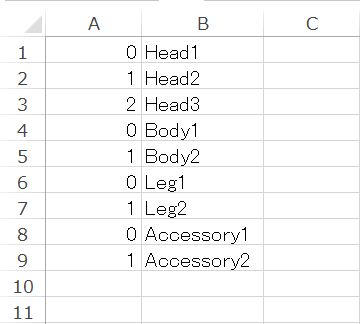 A B C
1 0 Head1
2 1 Head2
3 2 Head3
4 0 Body1
5 1 Body2
6 0 Leg1
7 1 Leg2
8 0 Accessory1
9 1 Accessory2
10
11